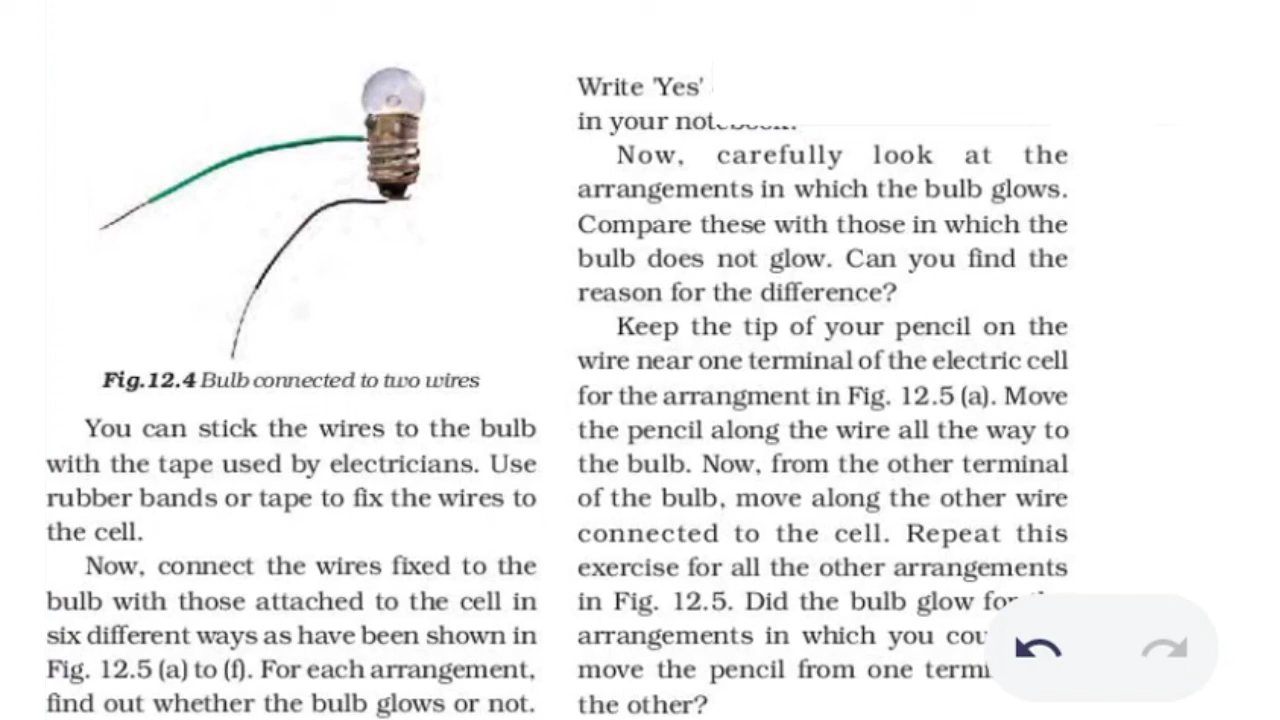 Fig.12.4 Bulb connected to two wires
You can stick the wires to the bulb
with the tape used by electricians. Use
rubber bands or tape to fix the wires to
the cell.
Now, connect the wires fixed to the
bulb with those attached to the cell in
six different ways as have been shown in
Fig. 12.5 (a) to (f). For each arrangement,
find out whether the bulb glows or not.
Write 'Yes'
in your
Now, carefully look at the
arrangements in which the bulb glows.
Compare these with those in which the
bulb does not glow. Can you find the
reason for the difference?
Keep the tip of your pencil on the
wire near one terminal of the electric cell
for the arrangment in Fig. 12.5 (a). Move
the pencil along the wire all the way to
the bulb. Now, from the other terminal
of the bulb, move along the other wire
connected to the cell. Repeat this
exercise for all the other arrangements
in Fig. 12.5. Did the bulb glow for
arrangements in which you
move the pencil from one
the other?